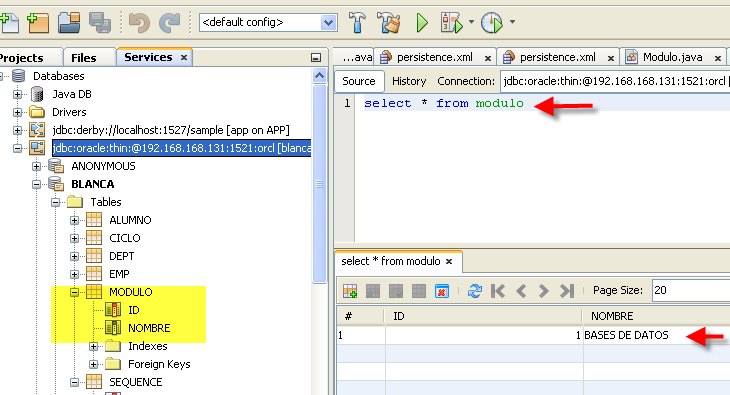 <default config>
Projects
Files
Services
Databases
Java DB
Drivers
jdbc:derby://localhost:1527/sample [app on APP]
jdbc:oracle:thin:@192.168.168.131:1521:orcl [blanca
ANONYMOUS
BLANCA
Tables
ALUMNO
CICLO
DEPT
EMP
MODULO
ID
NOMBRE
Indexes
Foreign Keys
SEQUENCE
...ava
persistence.xml
persistence.xml
Modulo.java
Source History Connection: jdbc:oracle:thin:@192.168.168.131:1521:orcl [
1 select * from modulo
select * from modulo
Page Size: 20
# ID NOMBRE
1 1 BASES DE DATOS